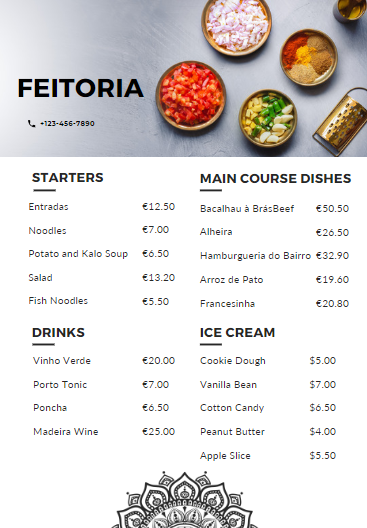 FEITORIA
+123-456-7890
STARTERS
Entradas €12.50
Noodles €7.00
Potato and Kalo Soup €6.50
Salad €13.20
Fish Noodles €5.50
MAIN COURSE DISHES
Bacalhau à BrásBeef €50.50
Alheira €26.50
Hamburgueria do Bairro €32.90
Arroz de Pato €19.60
Francesinha €20.80
DRINKS
Vinho Verde €20.00
Porto Tonic €7.00
Poncha €6.50
Madeira Wine €25.00
ICE CREAM
Cookie Dough $5.00
Vanilla Bean $7.00
Cotton Candy $6.50
Peanut Butter $4.00
Apple Slice $5.50